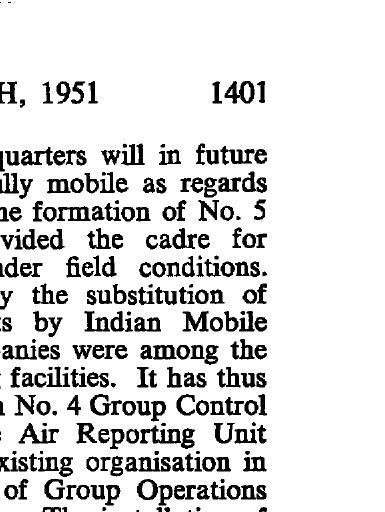 H, 1951 1401
quarters will in future
ally mobile as regards
he formation of No. 5
vided the cadre for
nder field conditions.
y the substitution of
ts by Indian Mobile
anies were among the
facilities. It has thus
No. 4 Group Control
Air Reporting Unit
xisting organisation in
of Group Operations